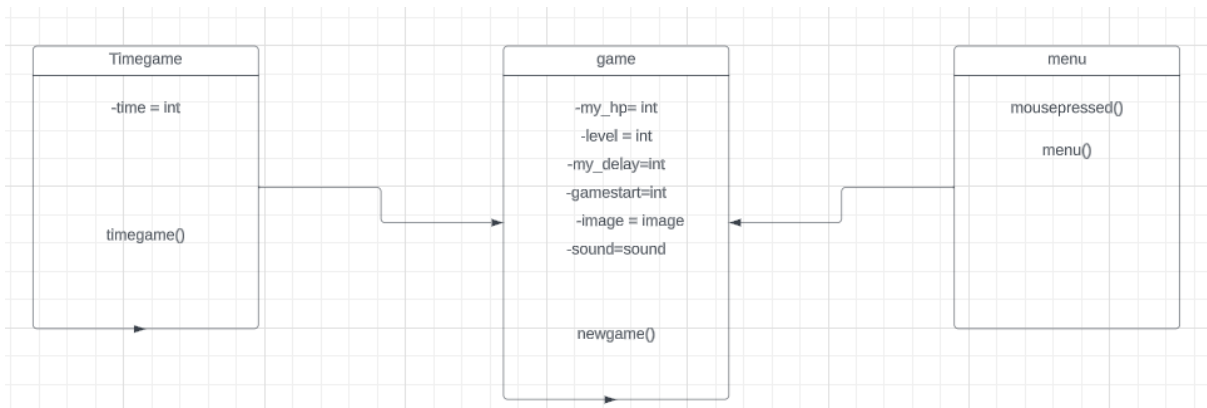 Timegame
-time = int
timegame()
game
-my_hp= int
-level = int
-my_delay=int
-gamestart=int
-image = image
-sound=sound
newgame()
menu
mousepressed()
menu()